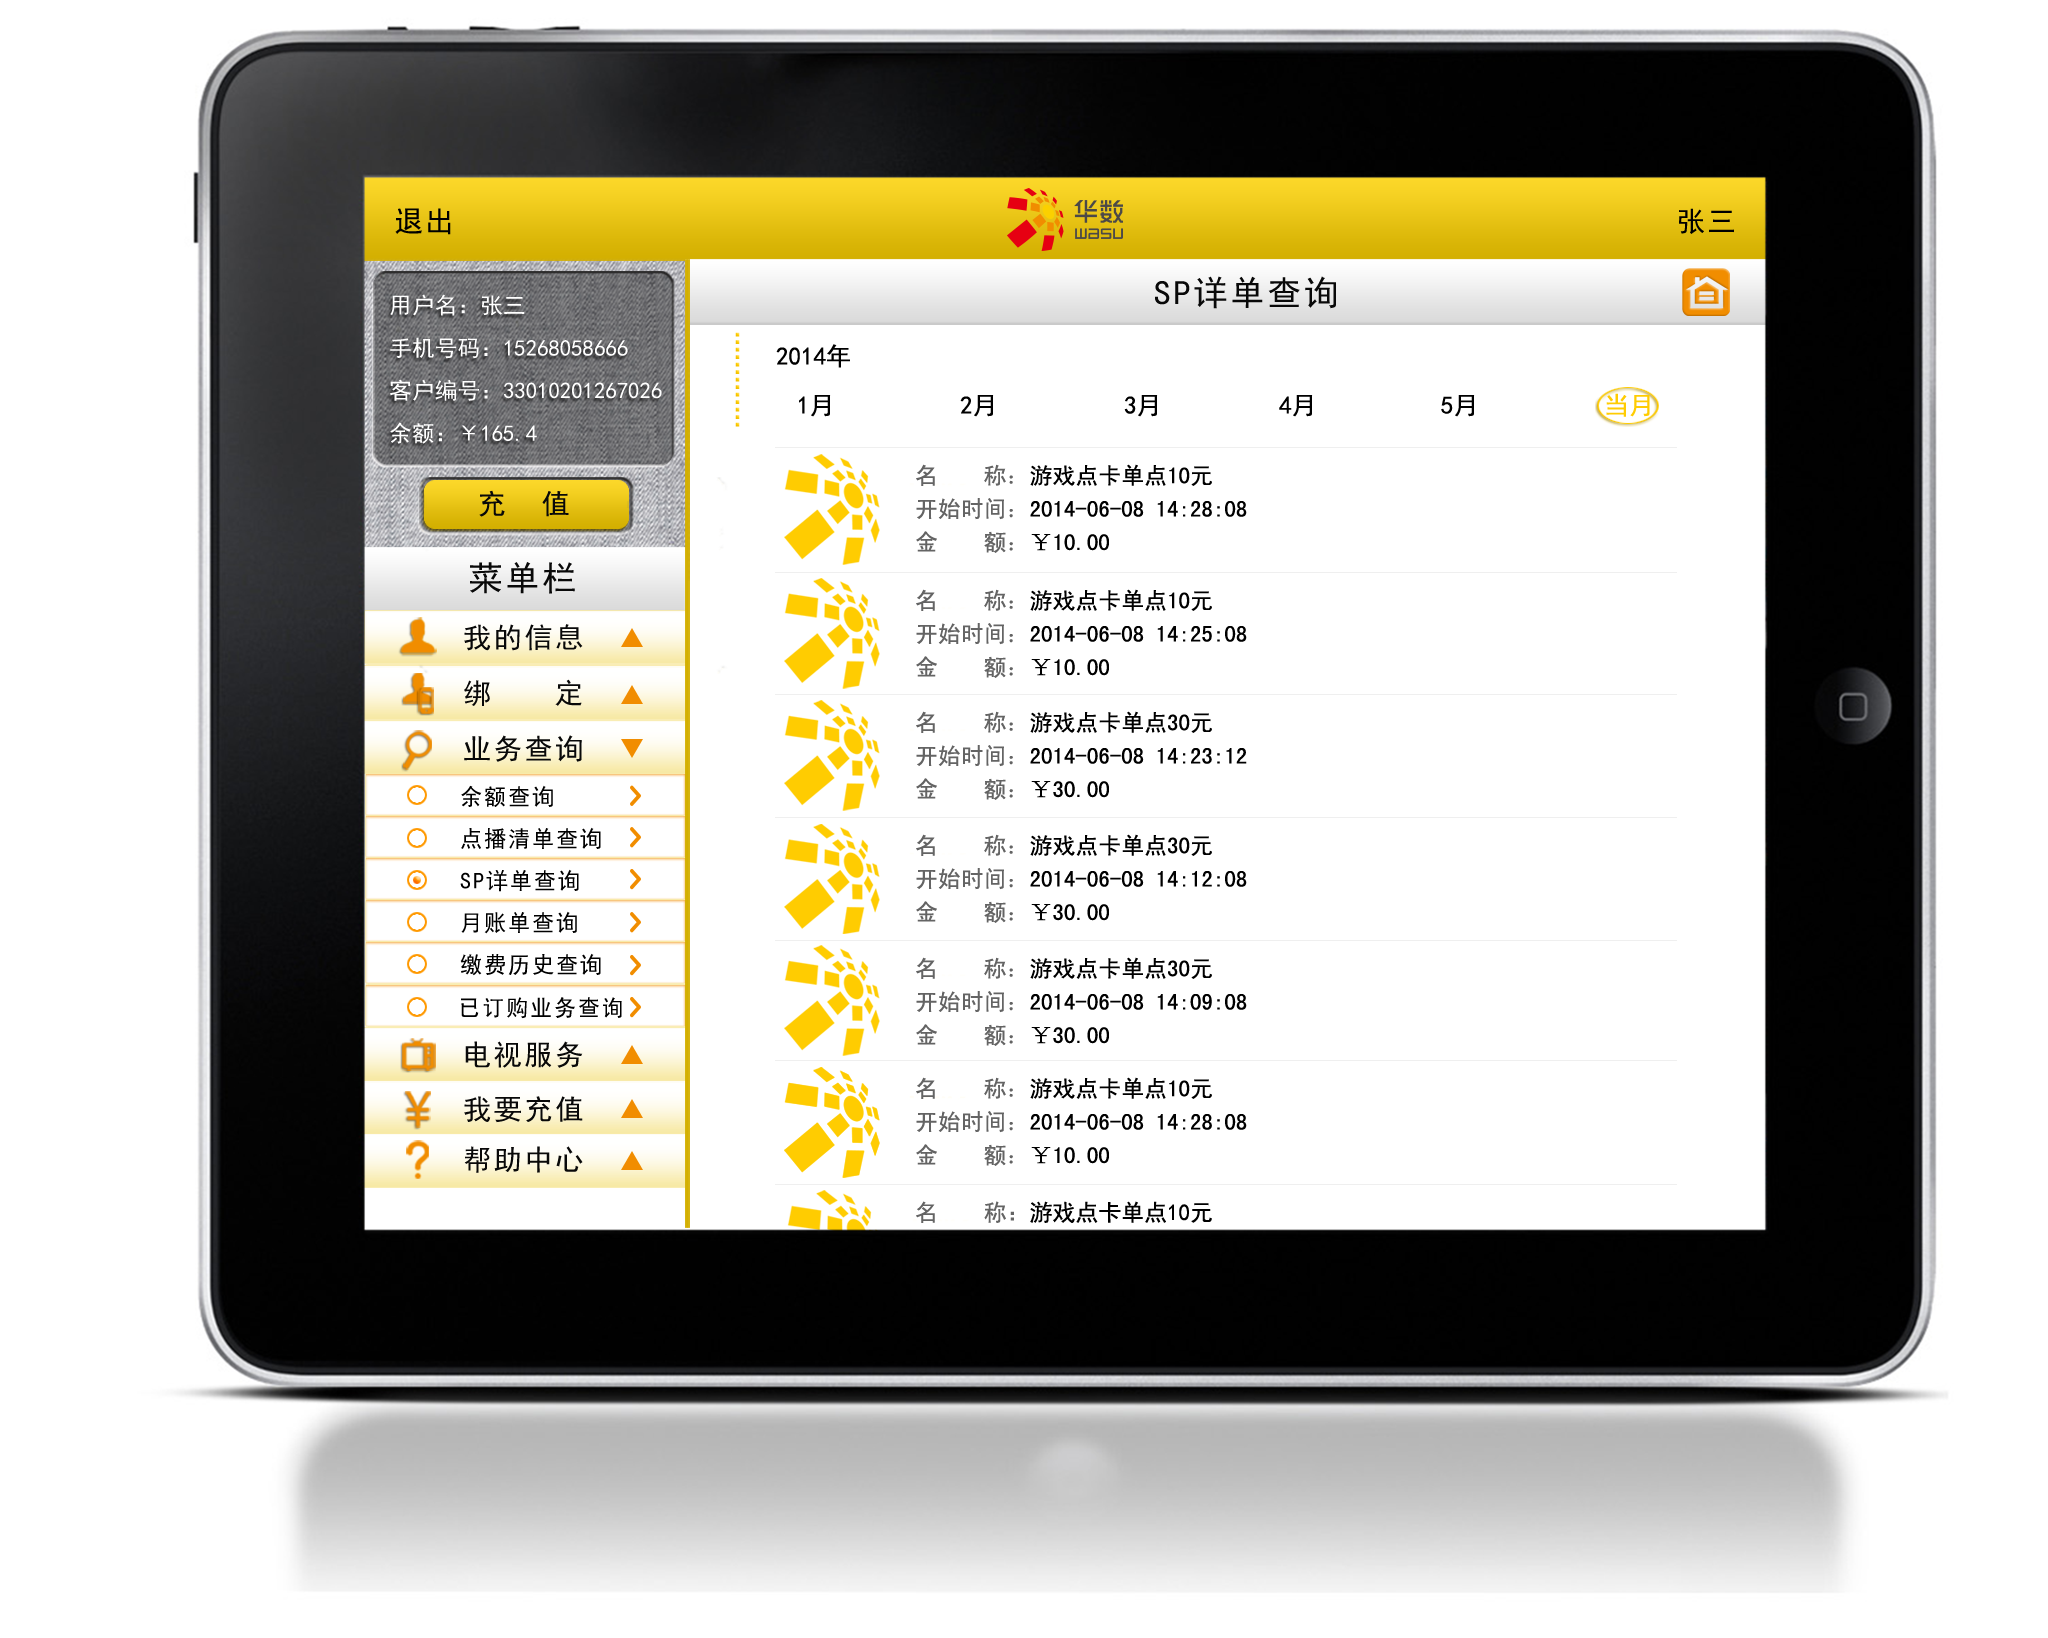 退出
华数
wasu
张三
用户名：张三
手机号码：15268058666
客户编号：33010201267026
余额：￥165.4
充 值
菜单栏
我的信息
绑 定
业务查询
余额查询
点播清单查询
SP详单查询
月账单查询
缴费历史查询
已订购业务查询
电视服务
我要充值
帮助中心
SP详单查询
2014年
1月 2月 3月 4月 5月 当月
名 称：游戏点卡单点10元
开始时间：2014-06-08 14:28:08
金 额：￥10.00
名 称：游戏点卡单点10元
开始时间：2014-06-08 14:25:08
金 额：￥10.00
名 称：游戏点卡单点30元
开始时间：2014-06-08 14:23:12
金 额：￥30.00
名 称：游戏点卡单点30元
开始时间：2014-06-08 14:12:08
金 额：￥30.00
名 称：游戏点卡单点30元
开始时间：2014-06-08 14:09:08
金 额：￥30.00
名 称：游戏点卡单点10元
开始时间：2014-06-08 14:28:08
金 额：￥10.00
名 称：游戏点卡单点10元